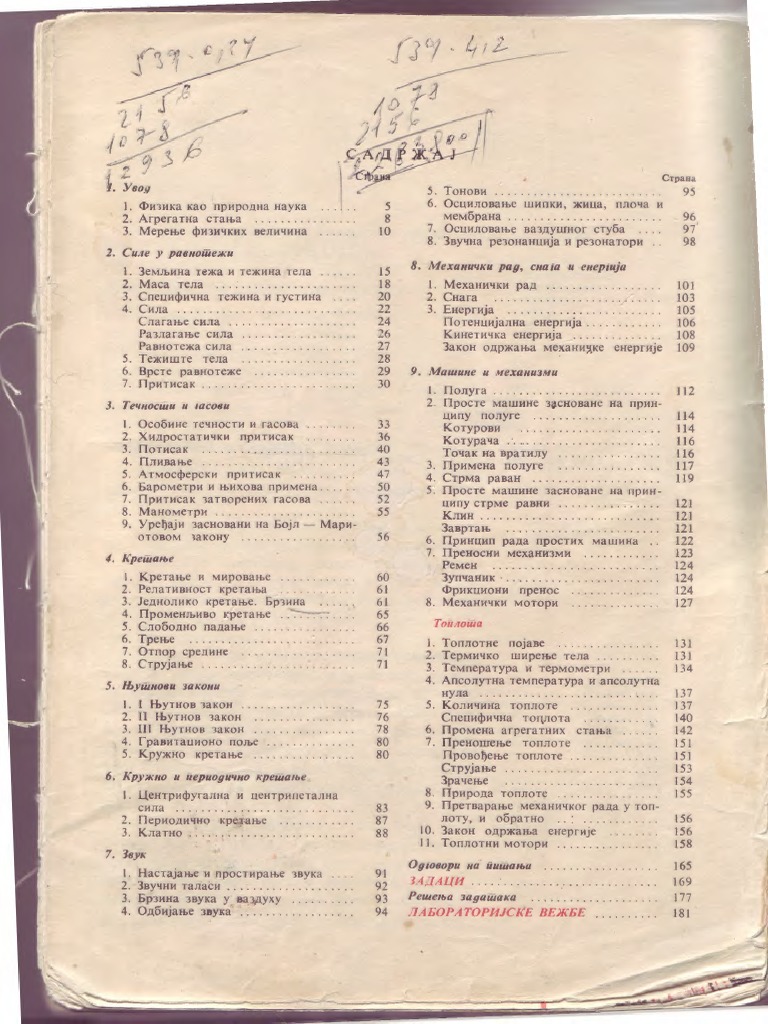 539 · 0,24
2156
1078
12936
539 · 4,2
1078
2156
САДРЖАЈ
Страна
1. Увод
1. Физика као природна наука ...... 5
2. Агрегатна стања ............... 8
3. Мерење физичких величина ...... 10
2. Силе у равнотежи
1. Земљина тежа и тежина тела ...... 15
2. Маса тела ...................... 18
3. Специфична тежина и густина .... 20
4. Сила .......................... 22
Слагање сила ................... 24
Разлагање сила ................. 26
Равнотежа сила ................. 27
5. Тежиште тела .................. 28
6. Врсте равнотеже ................ 29
7. Притисак ...................... 30
3. Течности и гасови
1. Особине течности и гасова ........ 33
2. Хидростатички притисак .......... 36
3. Потисак ........................ 40
4. Пливање ........................ 43
5. Атмосферски притисак ............ 47
6. Барометри и њихова примена ....... 50
7. Притисак затворених гасова ....... 52
8. Манометри ...................... 55
9. Уређаји засновани на Бојл — Мари-
отовом закону .................. 56
4. Кретање
1. Кретање и мировање .............. 60
2. Релативност кретања ............. 61
3. Једнолико кретање. Брзина ...... 61
4. Променљиво кретање .............. 65
5. Слободно падање ................. 66
6. Трење .......................... 67
7. Отпор средине ................... 71
8. Струјање ....................... 71
5. Њутнови закони
1. I Њутнов закон .................. 75
2. II Њутнов закон ................. 76
3. III Њутнов закон ................ 78
4. Гравитационо поље ............... 80
5. Кружно кретање .................. 80
6. Кружно и периодично кретање
1. Центрифугална и центрипетална
сила ........................... 83
2. Периодично кретање .............. 87
3. Клатно ......................... 88
7. Звук
1. Настајање и простирање звука .... 91
2. Звучни таласи ................... 92
3. Брзина звука у ваздуху .......... 93
4. Одбијање звука .................. 94
Страна
5. Тонови ......................... 95
6. Осциловање шипки, жица, плоча и
мембрана ....................... 96
7. Осциловање ваздушног стуба .... 97
8. Звучна резонанција и резонатори .. 98
8. Механички рад, снага и енергија
1. Механички рад .................. 101
2. Снага .......................... 103
3. Енергија ....................... 105
Потенцијална енергија ........... 106
Кинетичка енергија .............. 108
Закон одржања механичке енергије 109
9. Машине и механизми
1. Полуга ......................... 112
2. Просте машине засноване на прин-
ципу полуге .................... 114
Котурови ....................... 114
Котурача ....................... 116
Точак на вратилу ................ 116
3. Примена полуге ................. 117
4. Стрма раван .................... 119
5. Просте машине засноване на прин-
ципу стрме равни ................ 121
Клин ........................... 121
Завртањ ........................ 121
6. Принцип рада простих машина .. 122
7. Преносни механизми ............. 123
Ремен .......................... 124
Зупчаник ....................... 124
Фрикциони пренос ............... 124
8. Механички мотори ............... 127
Топлота
1. Топлотне појаве ................ 131
2. Термичко ширење тела ........... 131
3. Температура и термометри ....... 134
4. Апсолутна температура и апсолутна
нула ........................... 137
5. Количина топлоте ............... 137
Специфична топлота .............. 140
6. Промена агрегатних стања ....... 142
7. Преношење топлоте .............. 151
Провођење топлоте .............. 151
Струјање ....................... 153
Зрачење ........................ 154
8. Природа топлоте ................ 155
9. Претварање механичког рада у топ-
лоту, и обратно ................ 156
10. Закон одржања енергије ......... 156
11. Топлотни мотори ................ 158
Одговори на питања .............. 165
ЗАДАЦИ ......................... 169
Решења задатака ................. 177
ЛАБОРАТОРИЈСКЕ ВЕЖБЕ ........... 181